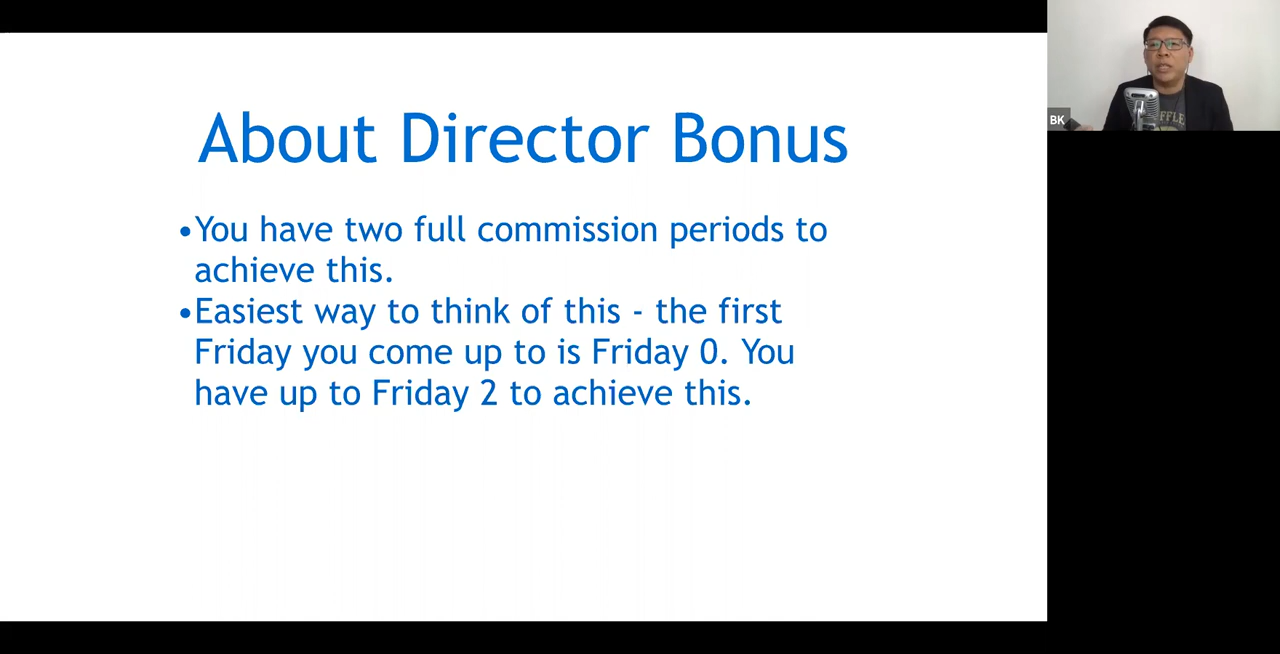 About Director Bonus
•You have two full commission periods to
achieve this.
•Easiest way to think of this - the first
Friday you come up to is Friday 0. You
have up to Friday 2 to achieve this.
BK